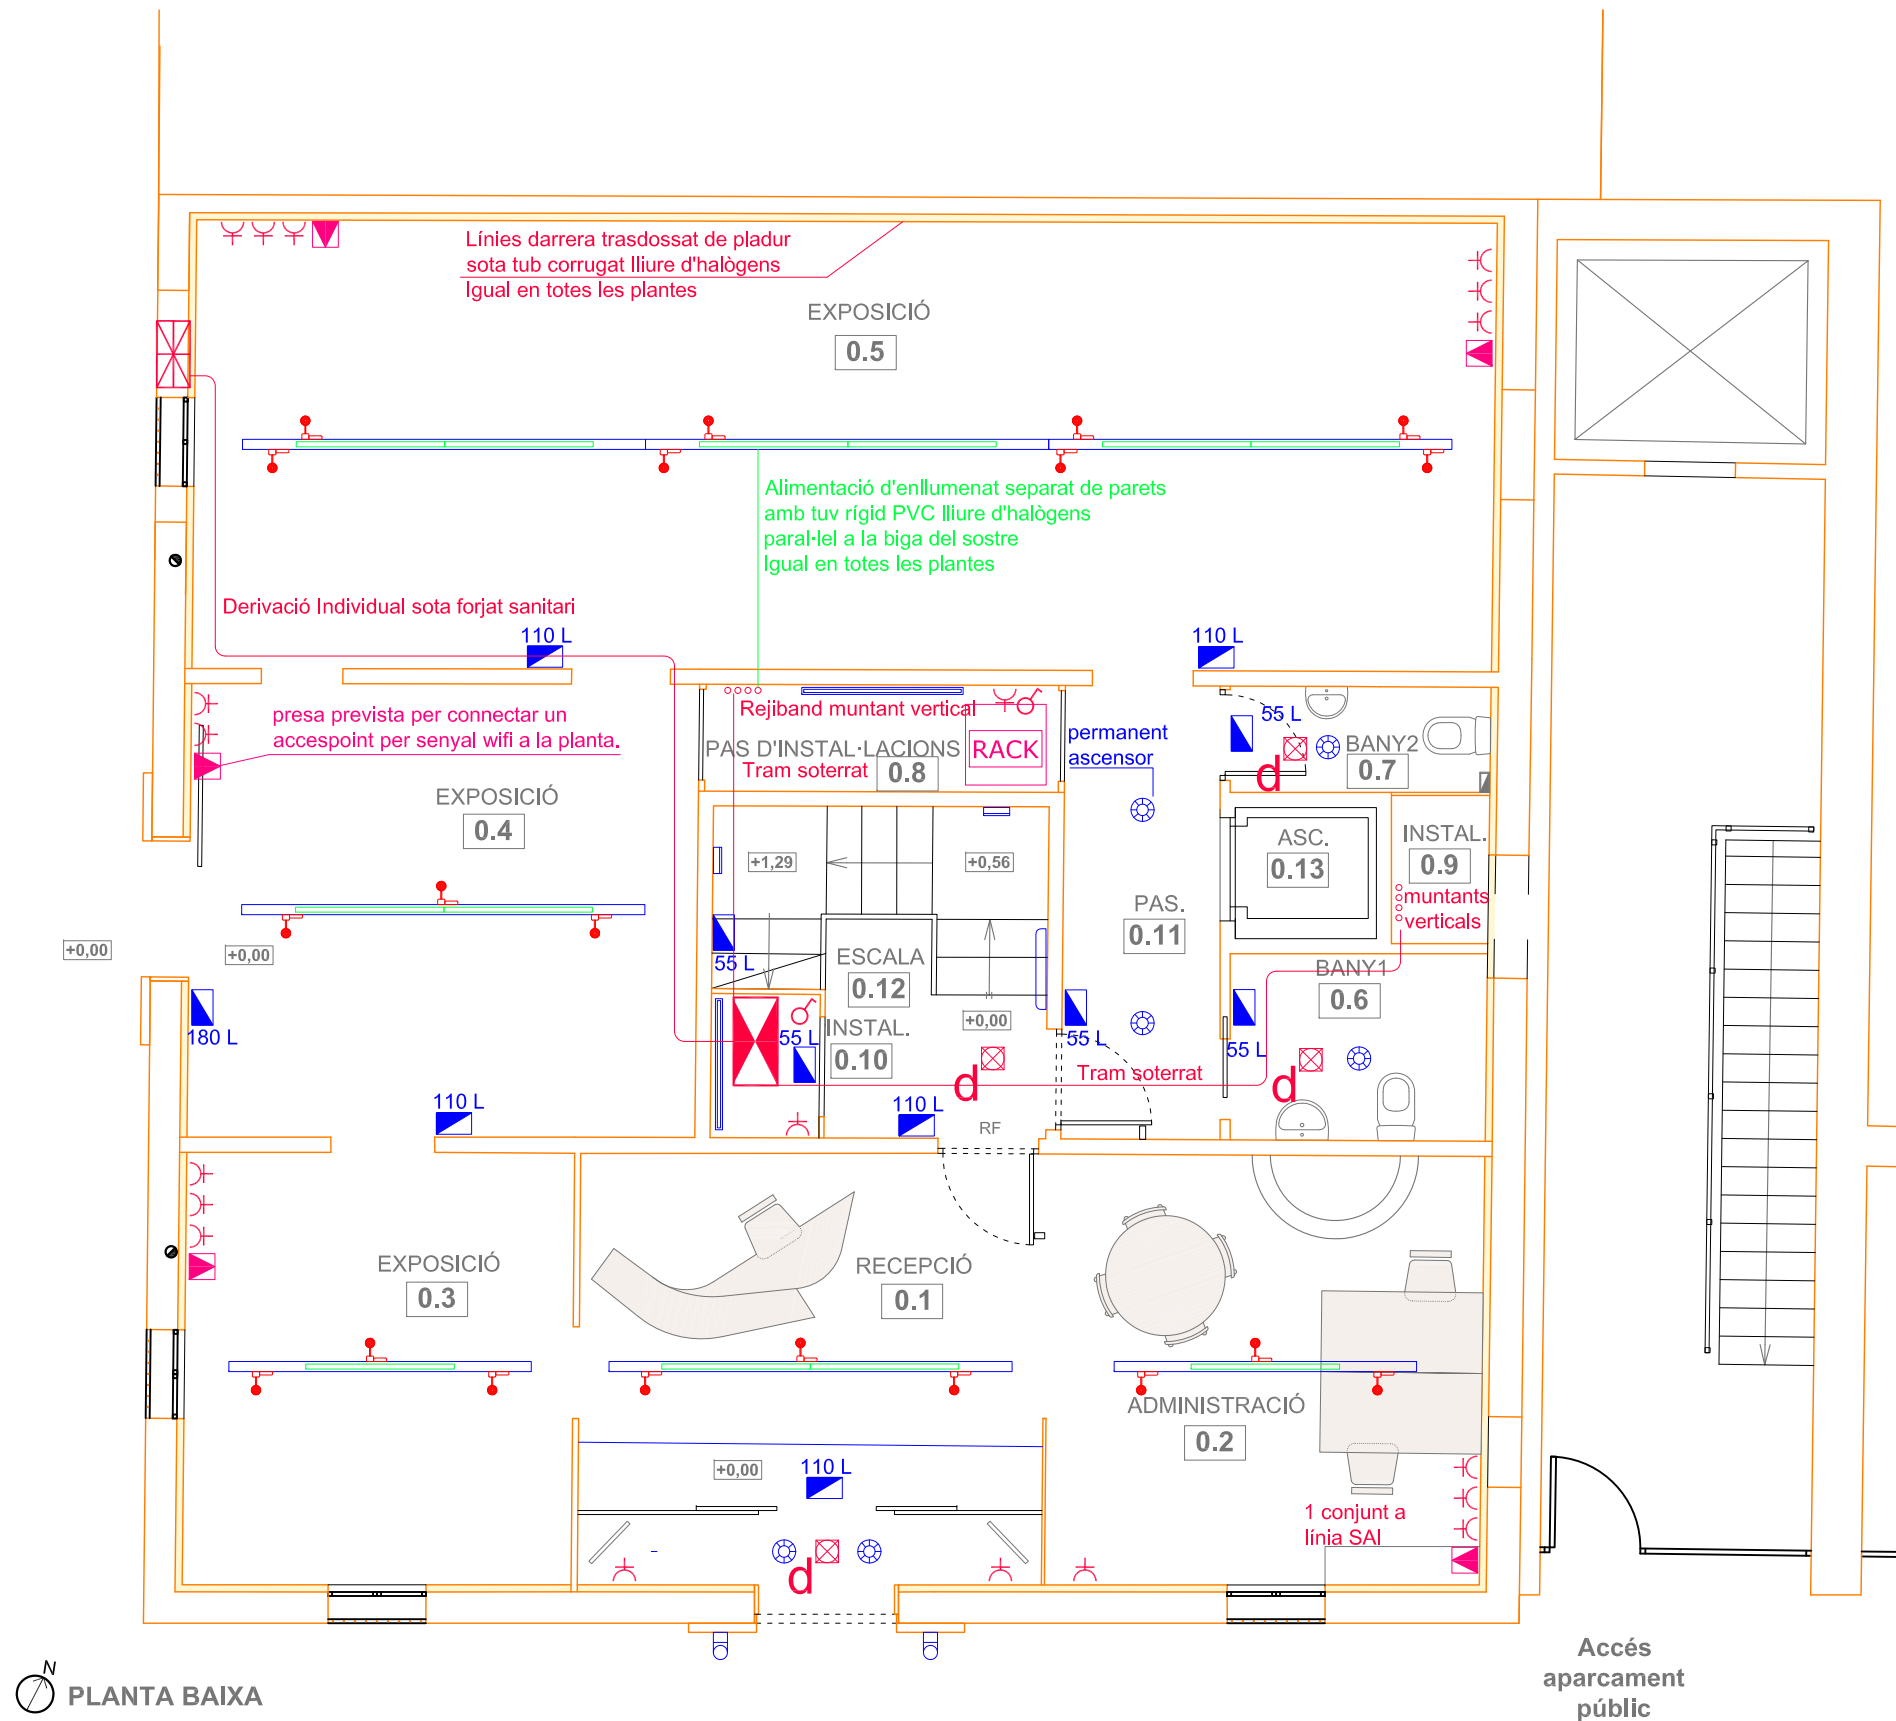 Línies darrera trasdossat de pladur
sota tub corrugat lliure d'halògens
Igual en totes les plantes
EXPOSICIÓ
0.5
Alimentació d'enllumenat separat de parets
amb tuv rígid PVC lliure d'halògens
paral·lel a la biga del sostre
Igual en totes les plantes
Derivació Individual sota forjat sanitari
110 L
110 L
presa prevista per connectar un
accespoint per senyal wifi a la planta.
Rejiband muntant vertical
PAS D'INSTAL·LACIONS
0.8
RACK
Tram soterrat
permanent
ascensor
55 L
BANY2
0.7
d
EXPOSICIÓ
0.4
+1,29
+0,56
ASC.
0.13
INSTAL.
0.9
muntants
verticals
PAS.
0.11
+0,00
+0,00
55 L
ESCALA
0.12
BANY1
0.6
180 L
+0,00
INSTAL.
0.10
55 L
55 L
55 L
d
d
Tram soterrat
110 L
110 L
RF
EXPOSICIÓ
0.3
RECEPCIÓ
0.1
ADMINISTRACIÓ
0.2
+0,00
110 L
1 conjunt a
línia SAI
d
Accés
aparcament
públic
N
PLANTA BAIXA